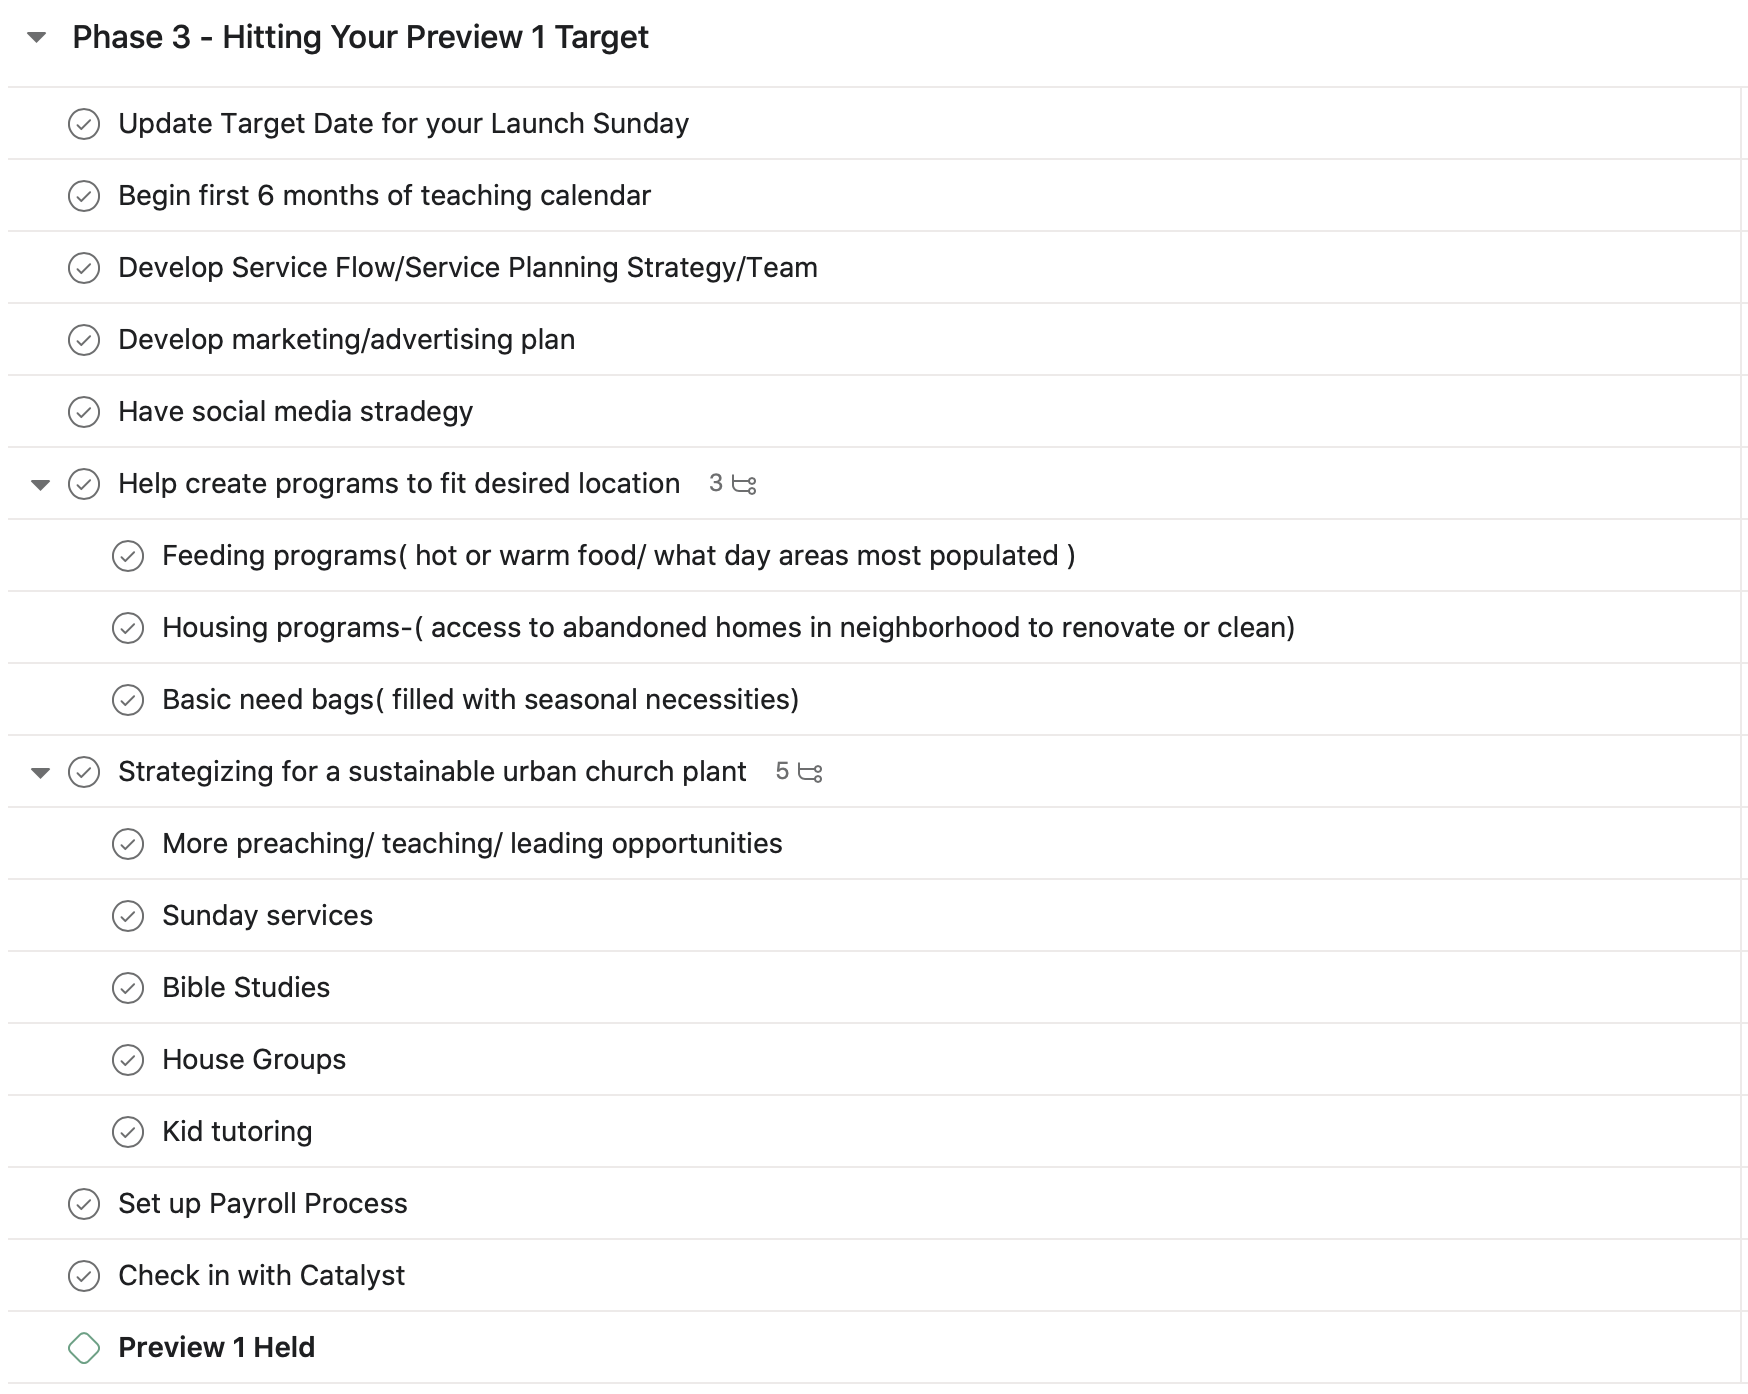 Phase 3 - Hitting Your Preview 1 Target
Update Target Date for your Launch Sunday
Begin first 6 months of teaching calendar
Develop Service Flow/Service Planning Strategy/Team
Develop marketing/advertising plan
Have social media stradegy
Help create programs to fit desired location 3
Feeding programs( hot or warm food/ what day areas most populated )
Housing programs-( access to abandoned homes in neighborhood to renovate or clean)
Basic need bags( filled with seasonal necessities)
Strategizing for a sustainable urban church plant 5
More preaching/ teaching/ leading opportunities
Sunday services
Bible Studies
House Groups
Kid tutoring
Set up Payroll Process
Check in with Catalyst
Preview 1 Held